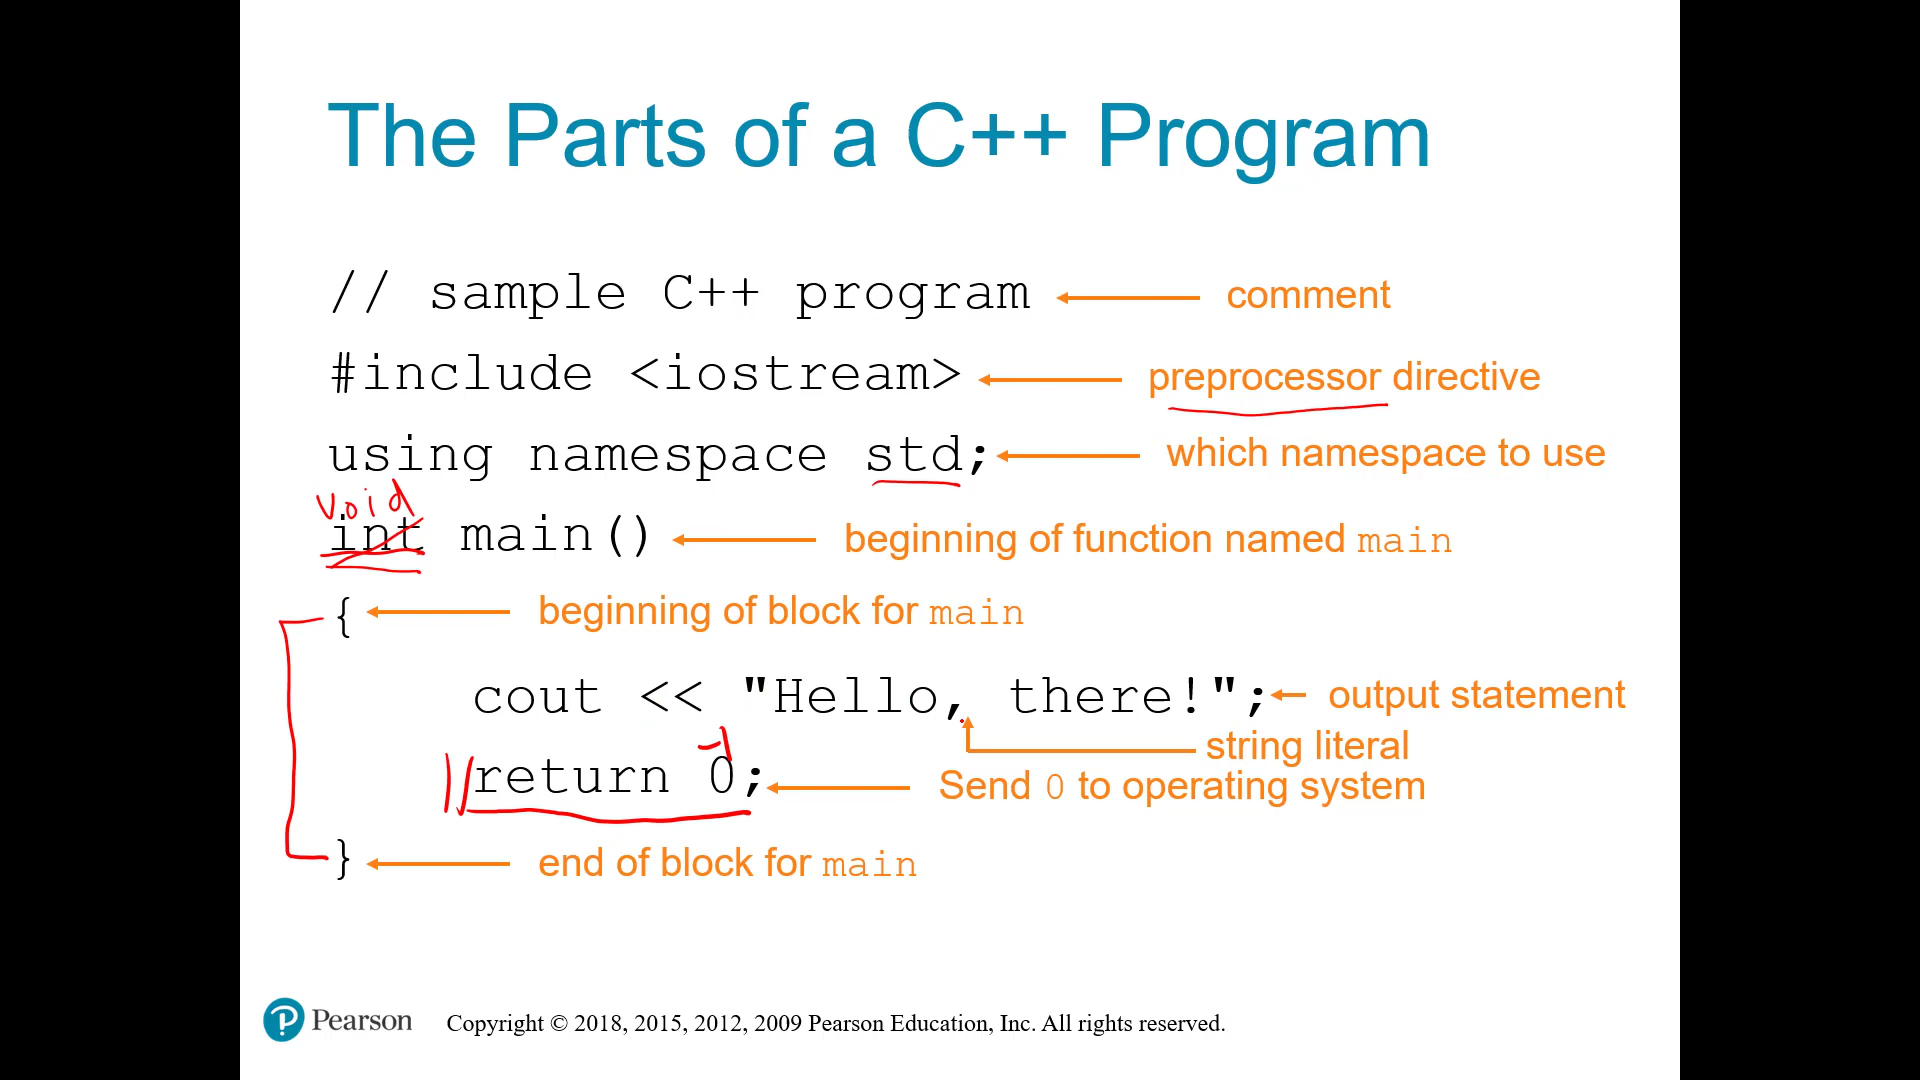 The Parts of a C++ Program
// sample C++ program comment
#include <iostream> preprocessor directive
using namespace std; which namespace to use
void
int main() beginning of function named main
{ beginning of block for main
cout << "Hello, there!"; output statement
string literal
-1
//return 0; Send 0 to operating system
} end of block for main
Pearson Copyright © 2018, 2015, 2012, 2009 Pearson Education, Inc. All rights reserved.